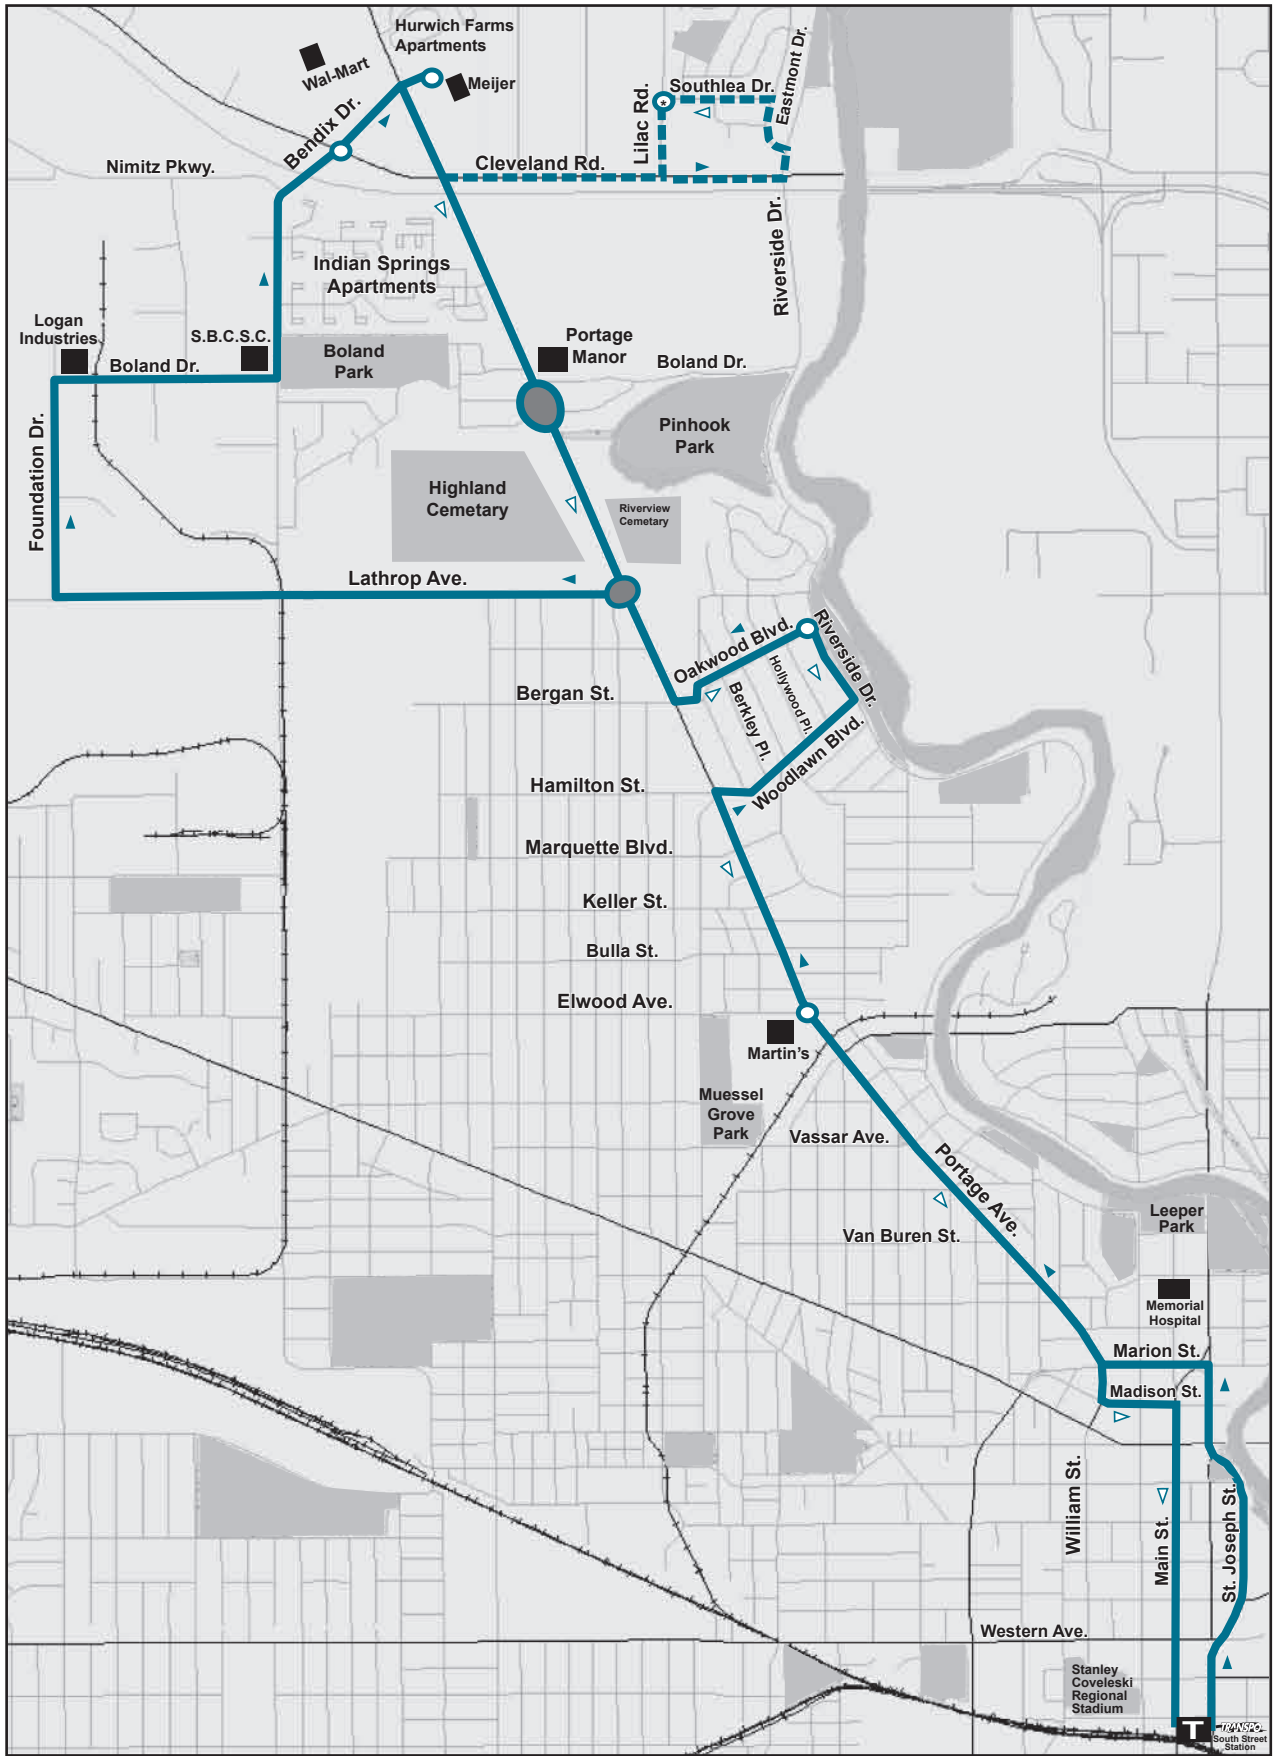 Hurwich Farms
Apartments
Wal-Mart
Meijer
Bendix Dr.
Nimitz Pkwy.
Cleveland Rd.
Lilac Rd.
Southlea Dr.
Eastmont Dr.
*
Riverside Dr.
Indian Springs
Apartments
Logan
Industries
S.B.C.S.C.
Boland Dr.
Boland
Park
Portage
Manor
Boland Dr.
Pinhook
Park
Foundation Dr.
Highland
Cemetary
Riverview
Cemetary
Lathrop Ave.
Oakwood Blvd.
Riverside Dr.
Hollywood Pl.
Berkley Pl.
Woodlawn Blvd.
Bergan St.
Hamilton St.
Marquette Blvd.
Keller St.
Bulla St.
Elwood Ave.
Martin's
Muessel
Grove
Park
Vassar Ave.
Portage Ave.
Van Buren St.
Leeper
Park
Memorial
Hospital
Marion St.
Madison St.
William St.
Main St.
St. Joseph St.
Western Ave.
Stanley
Coveleski
Regional
Stadium
T
TRANSPO
South Street
Station